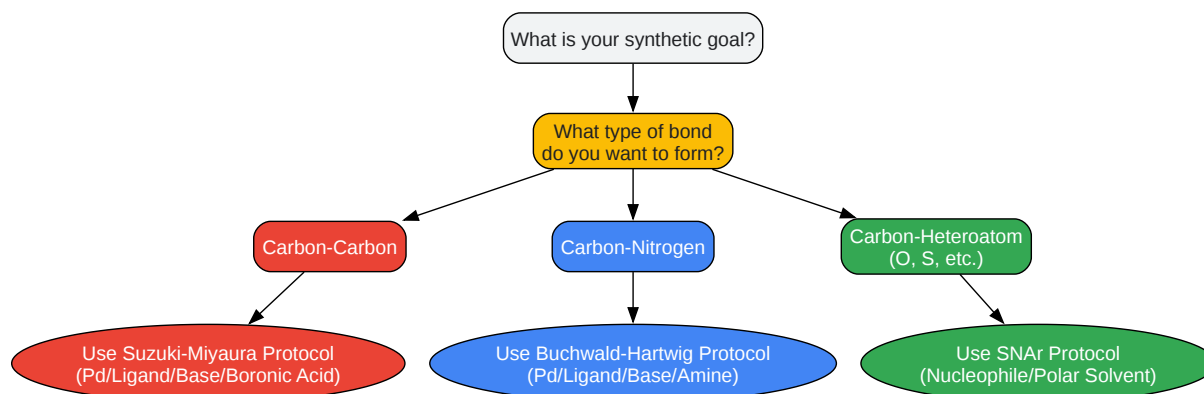 What is your synthetic goal?
What type of bond
do you want to form?
Carbon-Carbon
Carbon-Nitrogen
Carbon-Heteroatom
(O, S, etc.)
Use Suzuki-Miyaura Protocol
(Pd/Ligand/Base/Boronic Acid)
Use Buchwald-Hartwig Protocol
(Pd/Ligand/Base/Amine)
Use SNAr Protocol
(Nucleophile/Polar Solvent)